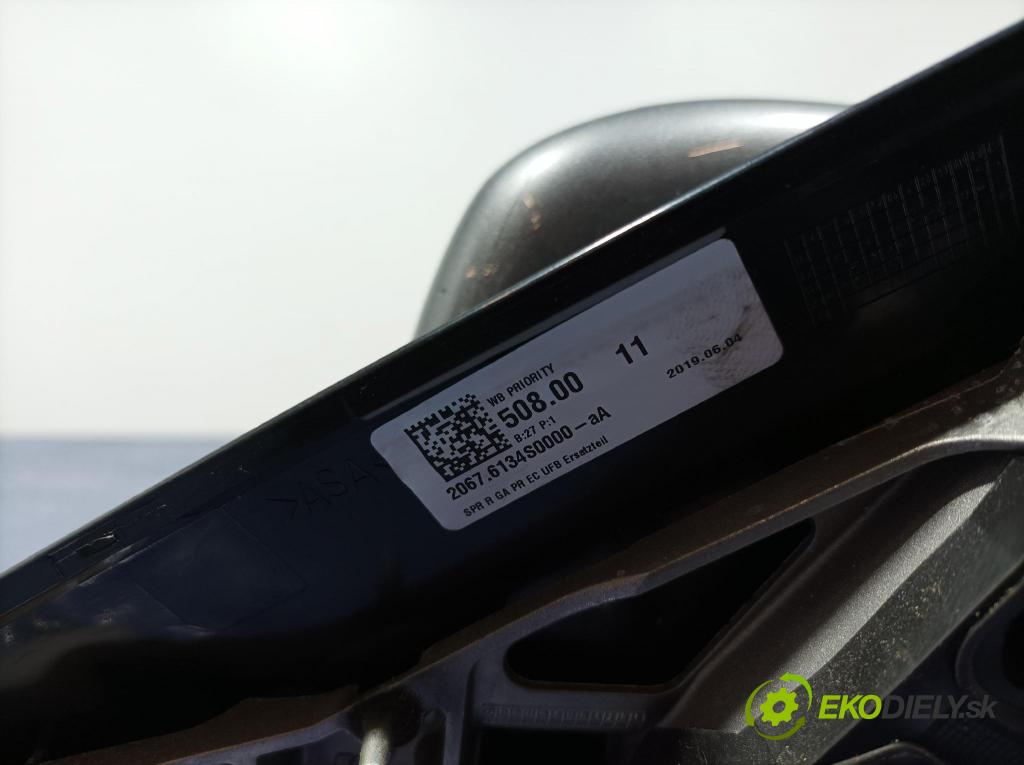 WB PRIORITY
508.00 11
B:27 P:1
2019.06.04
2067.6134S0000-aA
SPR R GA PR EC UFB Ersatzteil
>ASA<
EKODIELY.sk